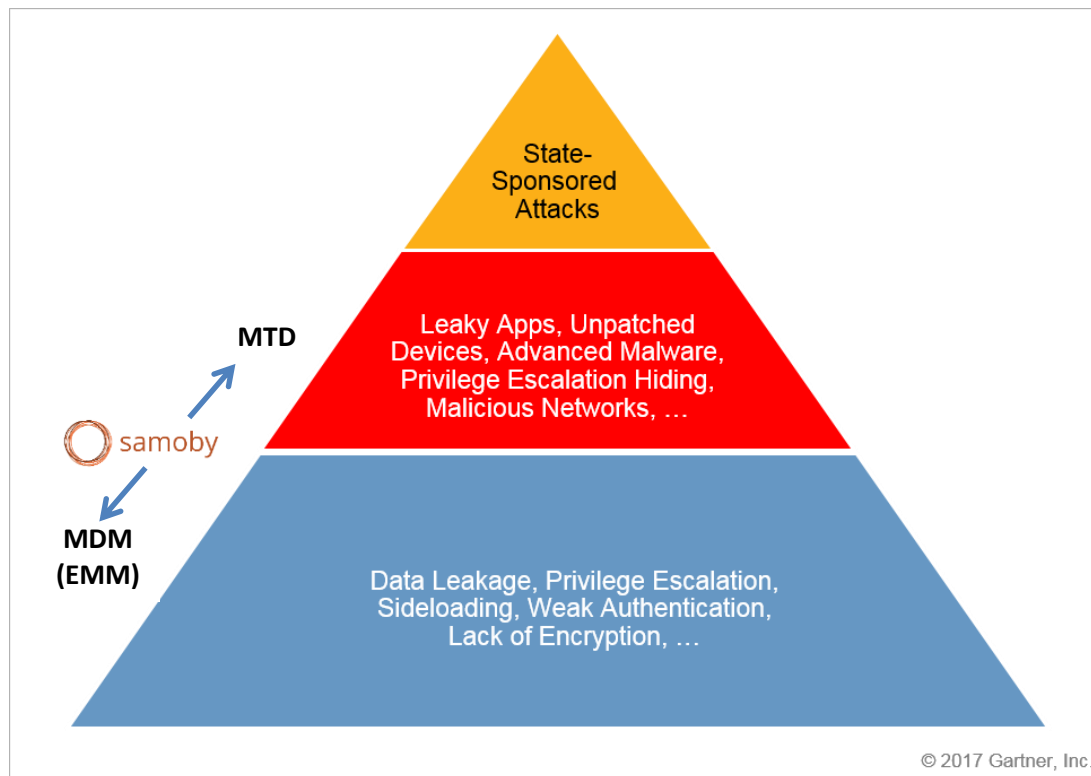 State-
Sponsored
Attacks
MTD
Leaky Apps, Unpatched
Devices, Advanced Malware,
Privilege Escalation Hiding,
Malicious Networks, …
samoby
MDM
(EMM)
Data Leakage, Privilege Escalation,
Sideloading, Weak Authentication,
Lack of Encryption, …
© 2017 Gartner, Inc